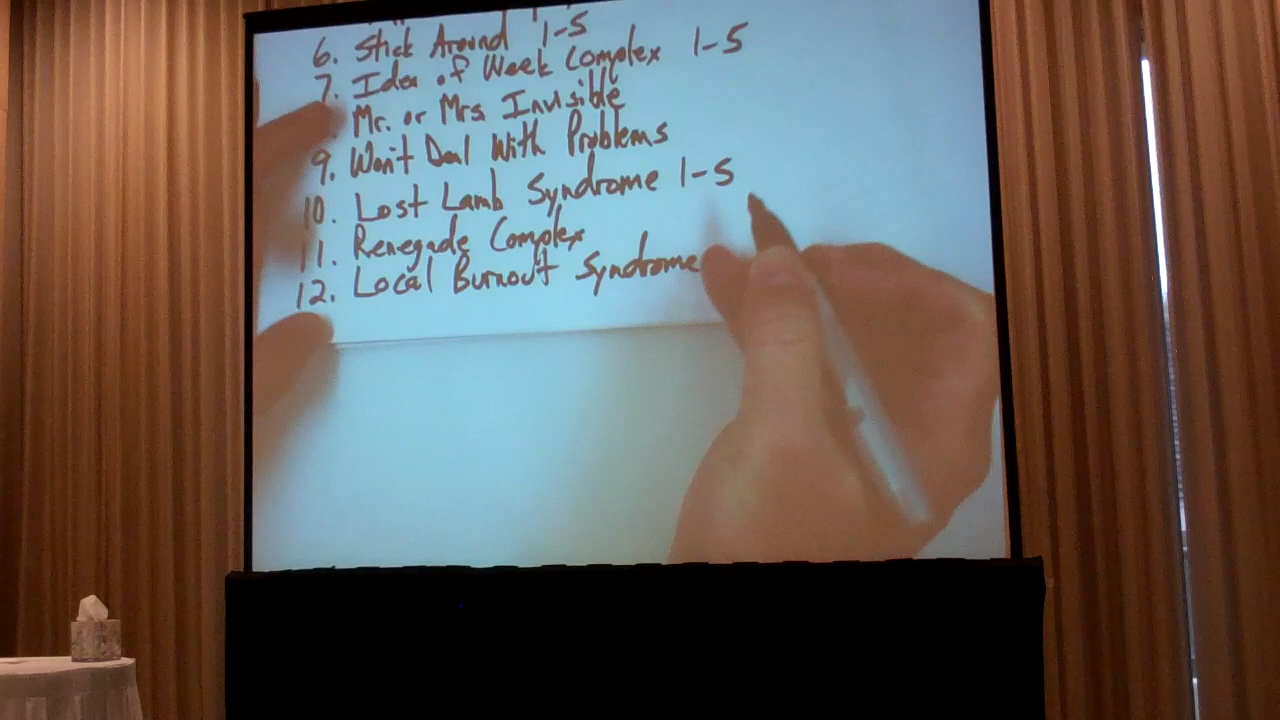 6. Stick Around 1-5
7. Idea of Week Complex 1-5
Mr. or Mrs Invisible
9. Won't Deal With Problems
10. Lost Lamb Syndrome 1-5
11. Renegade Complex
12. Local Burnout Syndrome